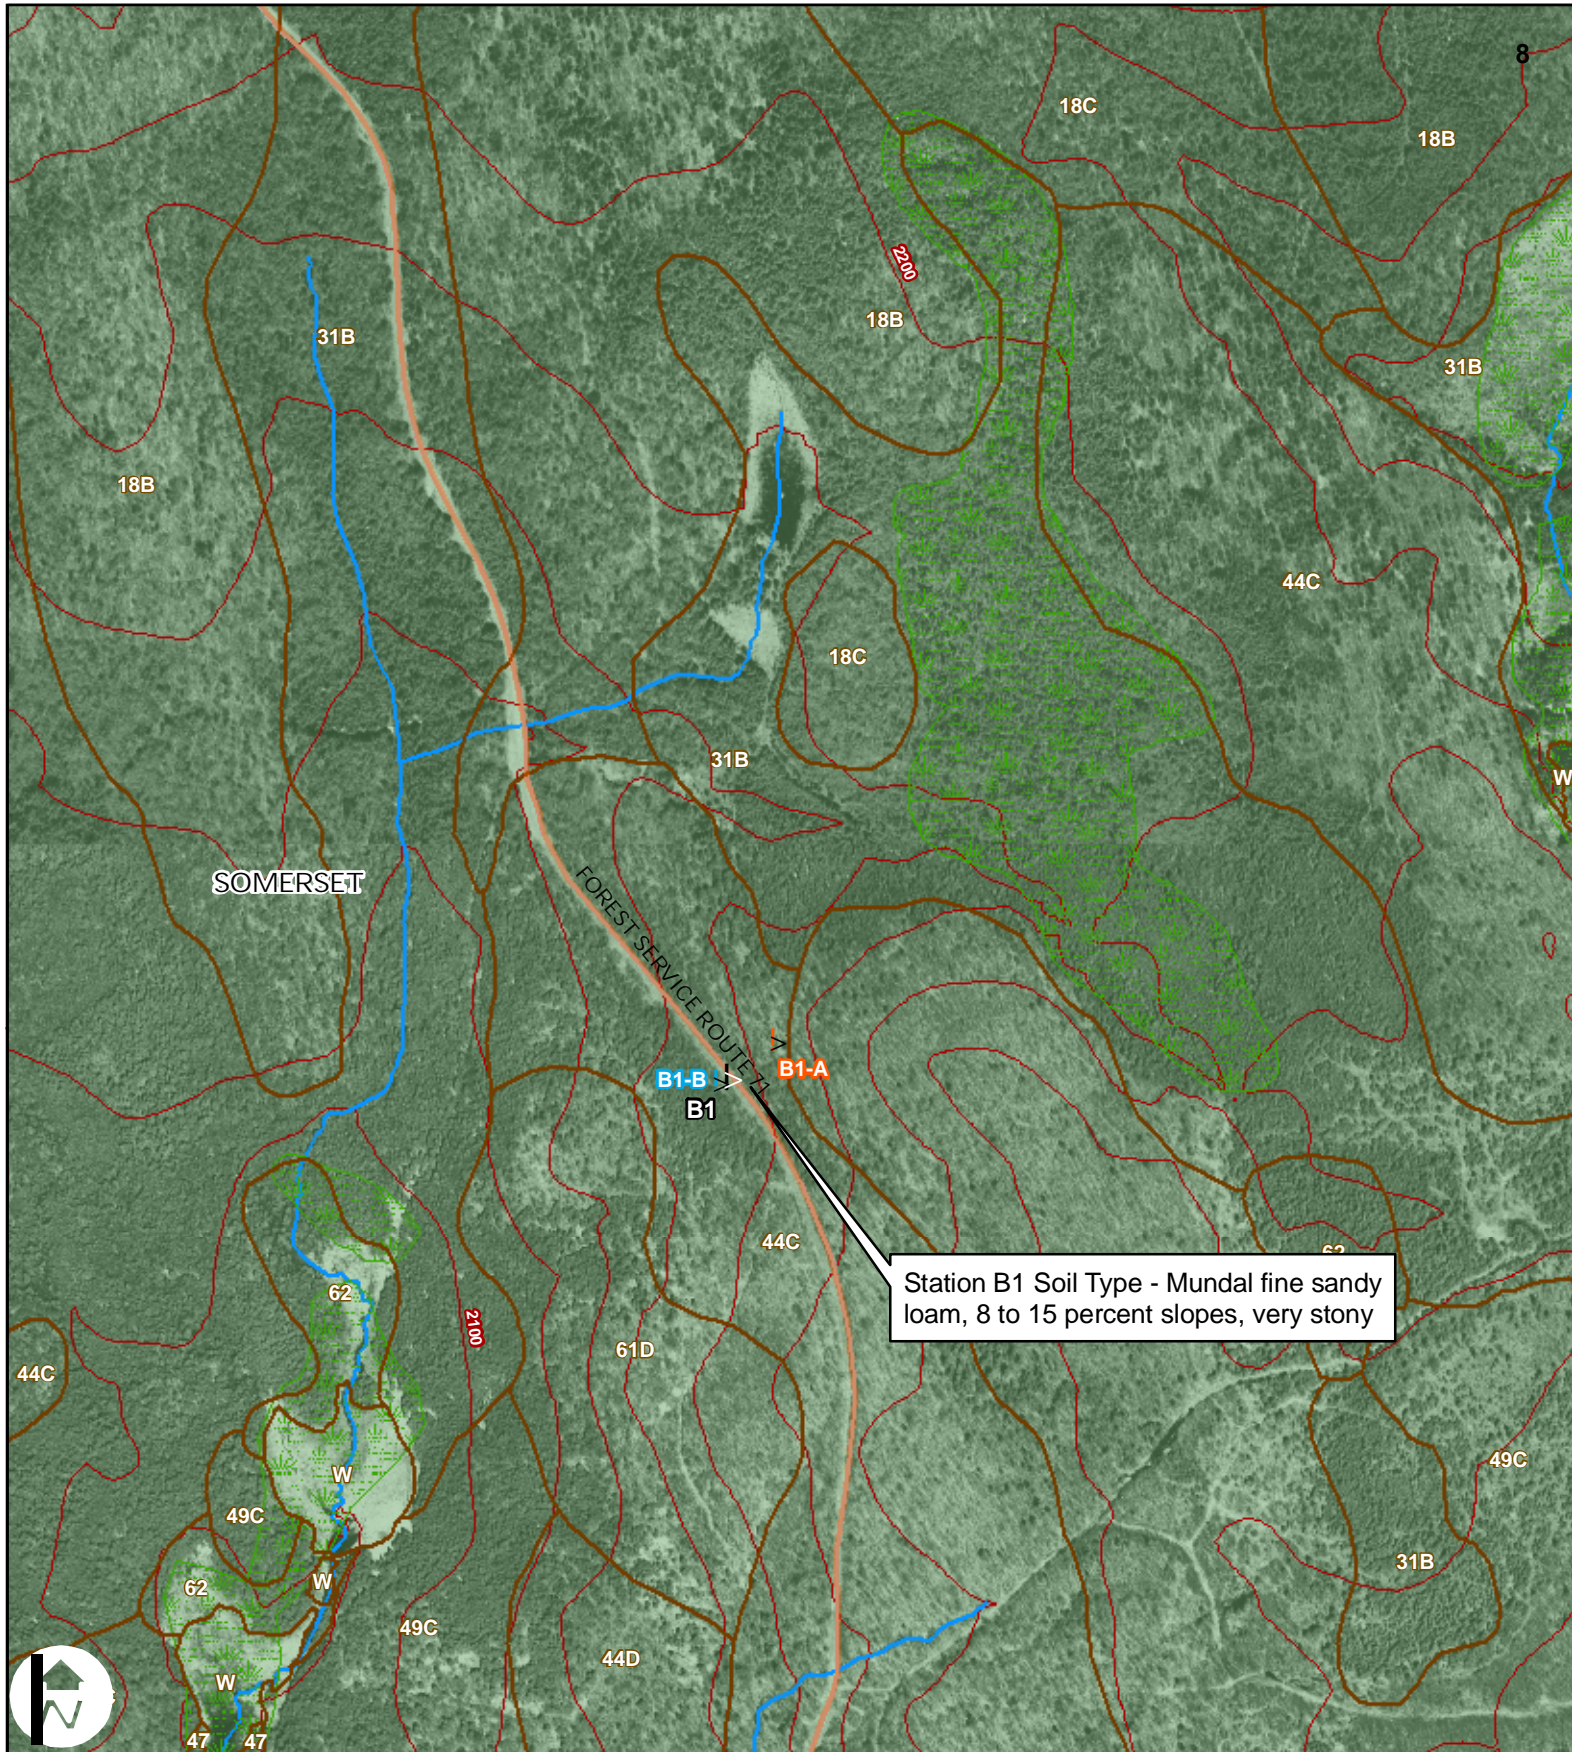 8
18C
18B
2200
18B
31B
31B
18B
44C
18C
31B
W
SOMERSET
FOREST SERVICE ROUTE 71
B1-A
B1-B
B1
44C
62
Station B1 Soil Type - Mundal fine sandy
loam, 8 to 15 percent slopes, very stony
62
2100
61D
44C
49C
W
49C
31B
W
62
49C
44D
W
47
47
N